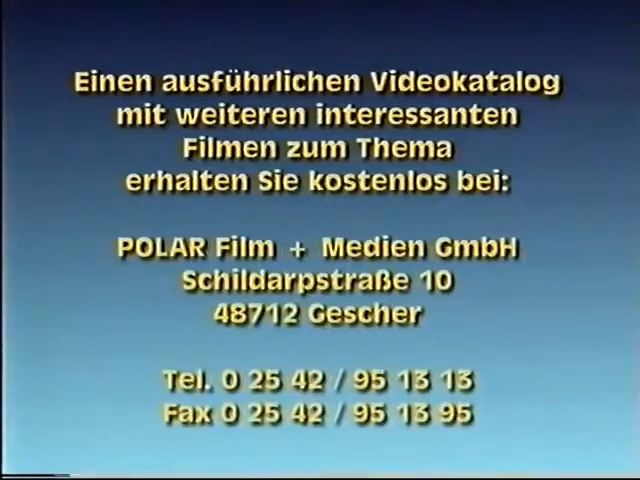 Einen ausführlichen Videokatalog
mit weiteren interessanten
Filmen zum Thema
erhalten Sie kostenlos bei:
POLAR Film + Medien GmbH
Schildarpstraße 10
48712 Gescher
Tel. 0 25 42 / 95 13 13
Fax 0 25 42 / 95 13 95